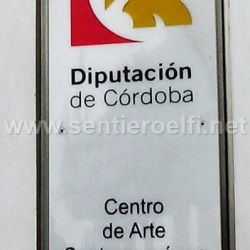 Diputación
de Córdoba
www.sentieroelfi.net
Centro
de Arte